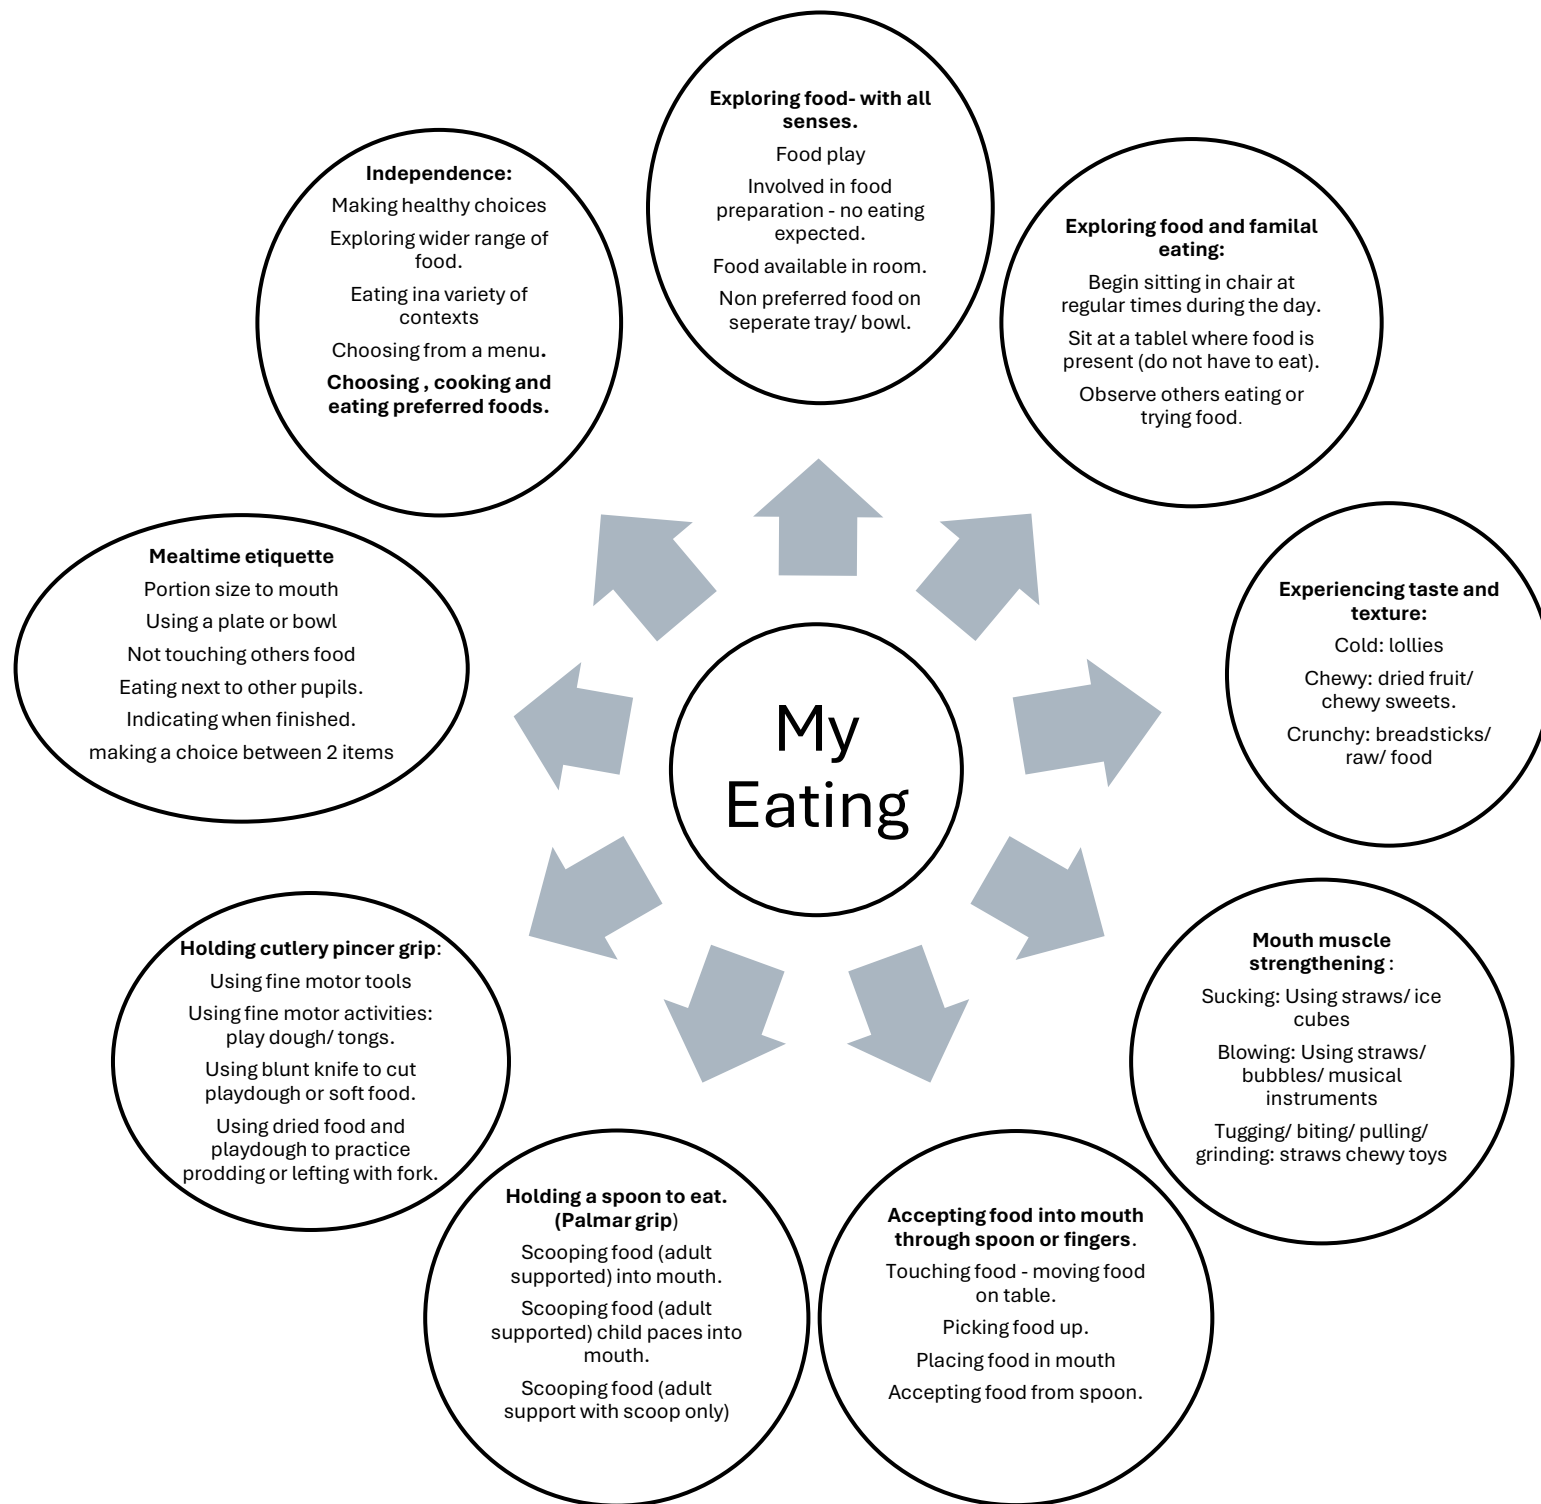 Exploring food- with all
senses.
Food play
Involved in food
preparation - no eating
expected.
Food available in room.
Non preferred food on
seperate tray/ bowl.
Exploring food and familal
eating:
Begin sitting in chair at
regular times during the day.
Sit at a tablel where food is
present (do not have to eat).
Observe others eating or
trying food.
Experiencing taste and
texture:
Cold: lollies
Chewy: dried fruit/
chewy sweets.
Crunchy: breadsticks/
raw/ food
Mouth muscle
strengthening :
Sucking: Using straws/ ice
cubes
Blowing: Using straws/
bubbles/ musical
instruments
Tugging/ biting/ pulling/
grinding: straws chewy toys
Accepting food into mouth
through spoon or fingers.
Touching food - moving food
on table.
Picking food up.
Placing food in mouth
Accepting food from spoon.
Holding a spoon to eat.
(Palmar grip)
Scooping food (adult
supported) into mouth.
Scooping food (adult
supported) child paces into
mouth.
Scooping food (adult
support with scoop only)
Holding cutlery pincer grip:
Using fine motor tools
Using fine motor activities:
play dough/ tongs.
Using blunt knife to cut
playdough or soft food.
Using dried food and
playdough to practice
prodding or lefting with fork.
Mealtime etiquette
Portion size to mouth
Using a plate or bowl
Not touching others food
Eating next to other pupils.
Indicating when finished.
making a choice between 2 items
Independence:
Making healthy choices
Exploring wider range of
food.
Eating ina variety of
contexts
Choosing from a menu.
Choosing , cooking and
eating preferred foods.
My
Eating